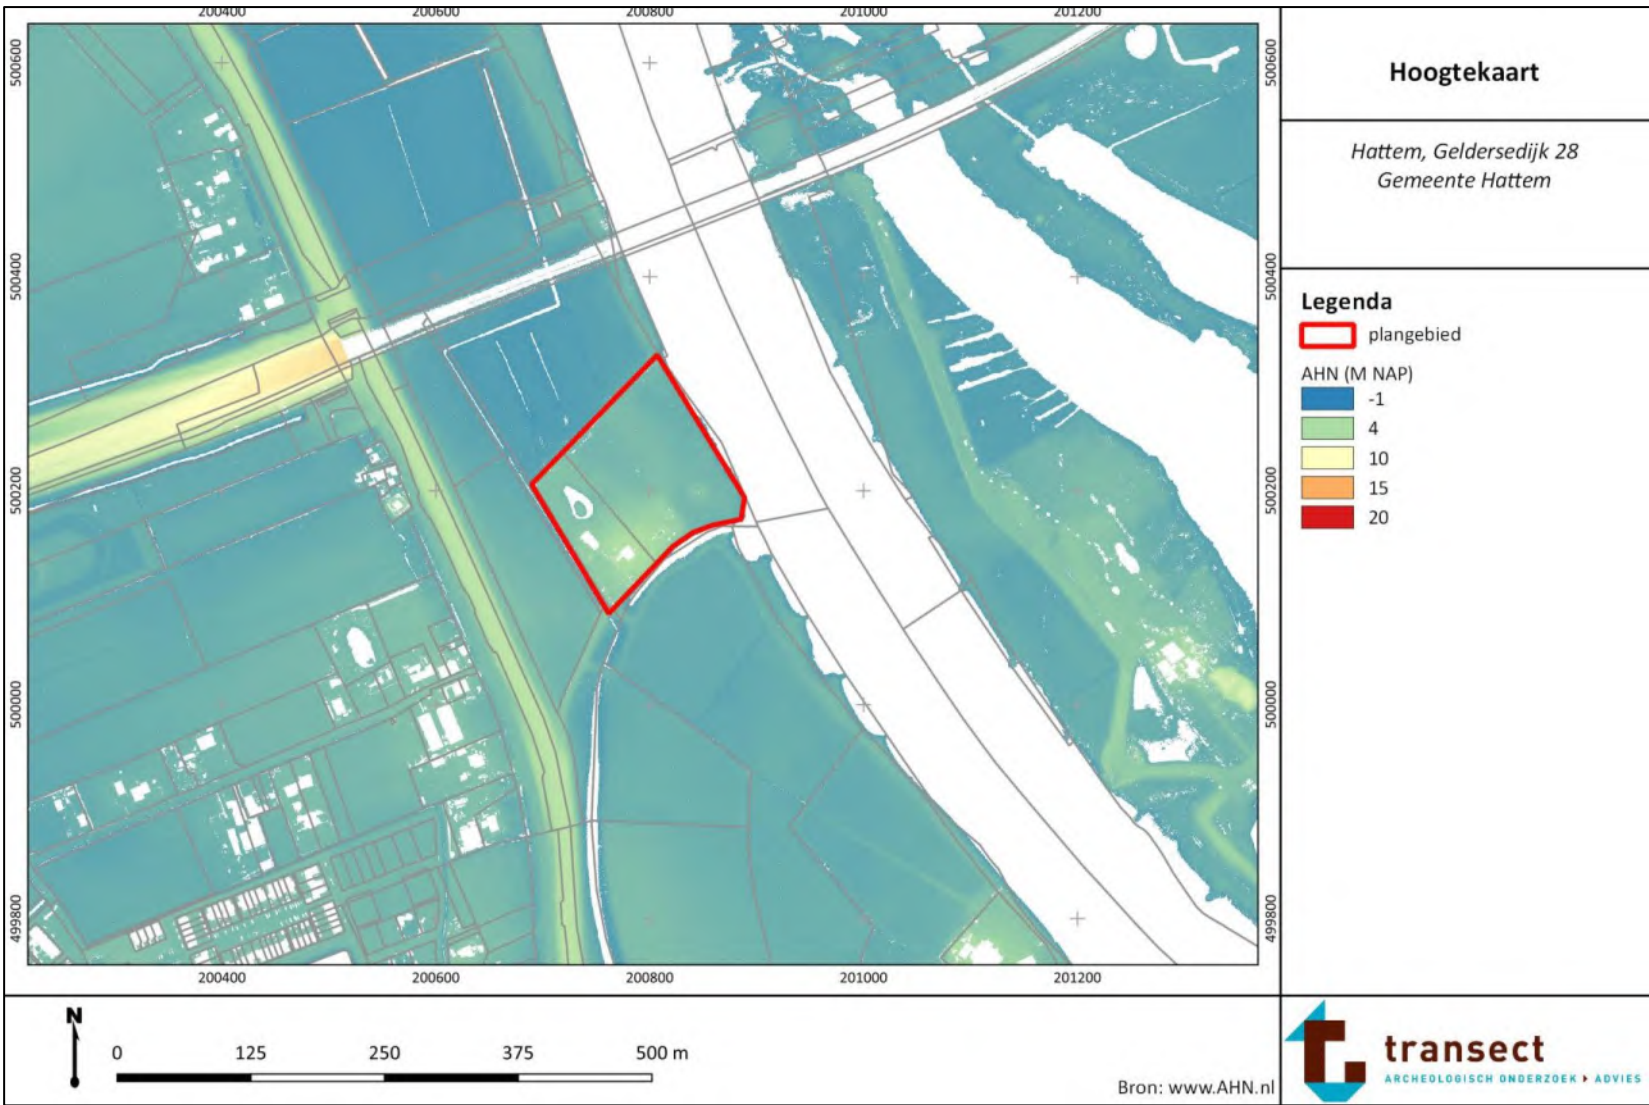 200400 200600 200800 201000 201200
500600
500400
500200
500000
499800
500600
500400
500200
500000
499800
200400 200600 200800 201000 201200
Hoogtekaart
Hattem, Geldersedijk 28
Gemeente Hattem
Legenda
plangebied
AHN (M NAP)
-1
4
10
15
20
N
0 125 250 375 500 m
Bron: www.AHN.nl
transect
ARCHEOLOGISCH ONDERZOEK ▸ ADVIES